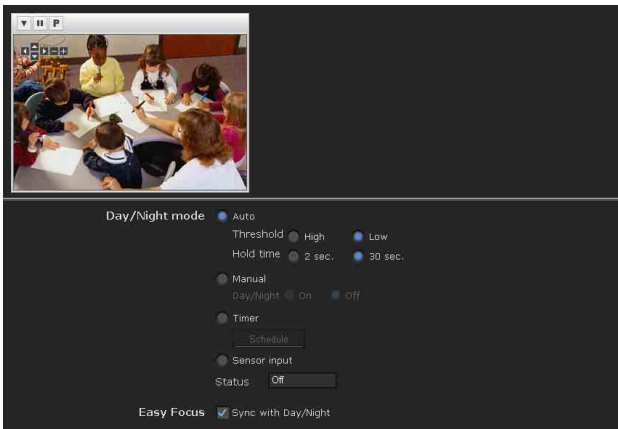 P
Day/Night mode Auto
Threshold High Low
Hold time 2 sec. 30 sec.
Manual
Day/Night On Off
Timer
Schedule
Sensor input
Status Off
Easy Focus Sync with Day/Night